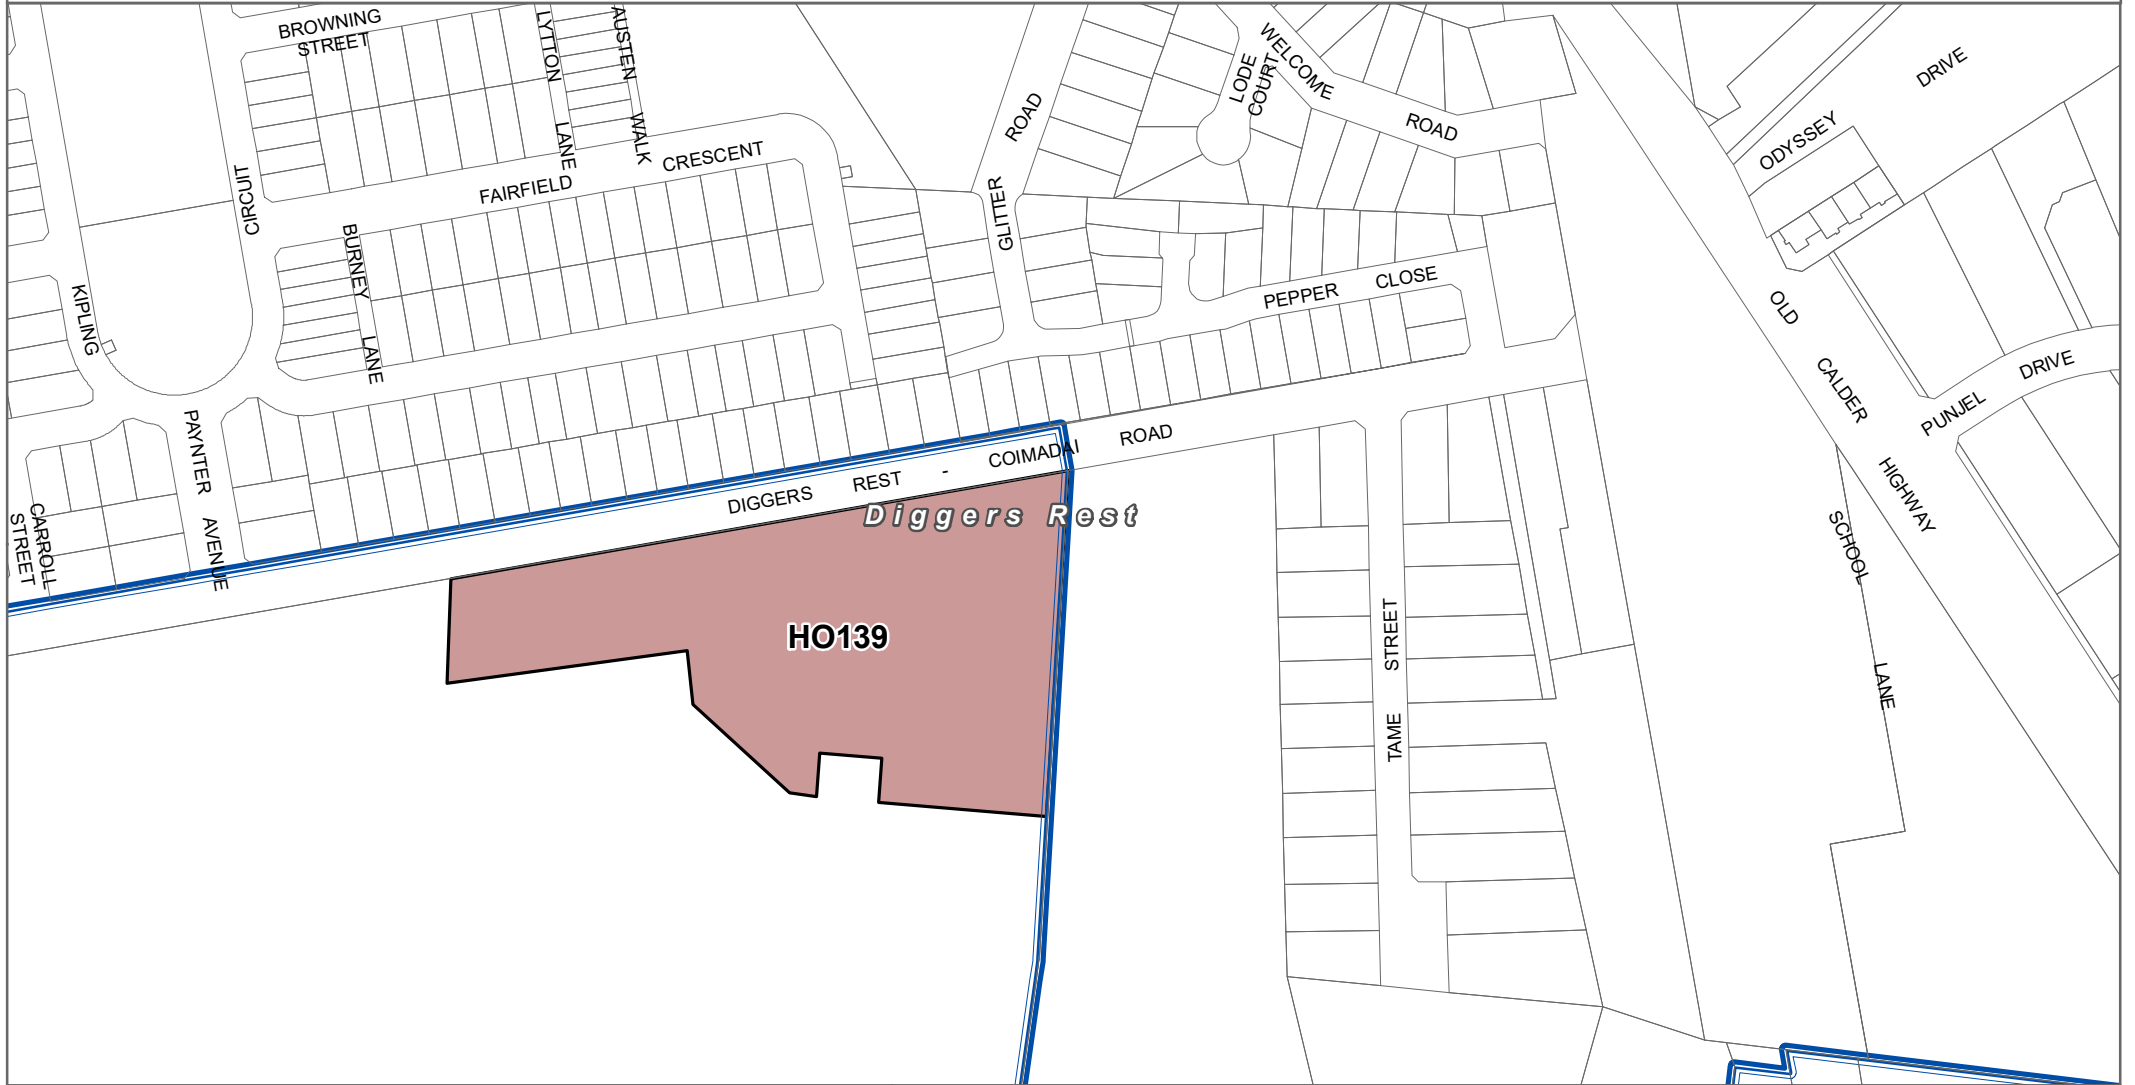 BROWNING
STREET
LYTTON
LANE
AUSTEN
WALK
CIRCUIT
FAIRFIELD CRESCENT
BURNEY
LANE
KIPLING
PAYNTER
AVENUE
CARROLL
STREET
GLITTER ROAD
LODE
COURT
WELCOME ROAD
PEPPER CLOSE
ODYSSEY DRIVE
OLD CALDER HIGHWAY
PUNJEL DRIVE
SCHOOL LANE
DIGGERS REST - COIMADAI ROAD
Diggers Rest
HO139
TAME STREET